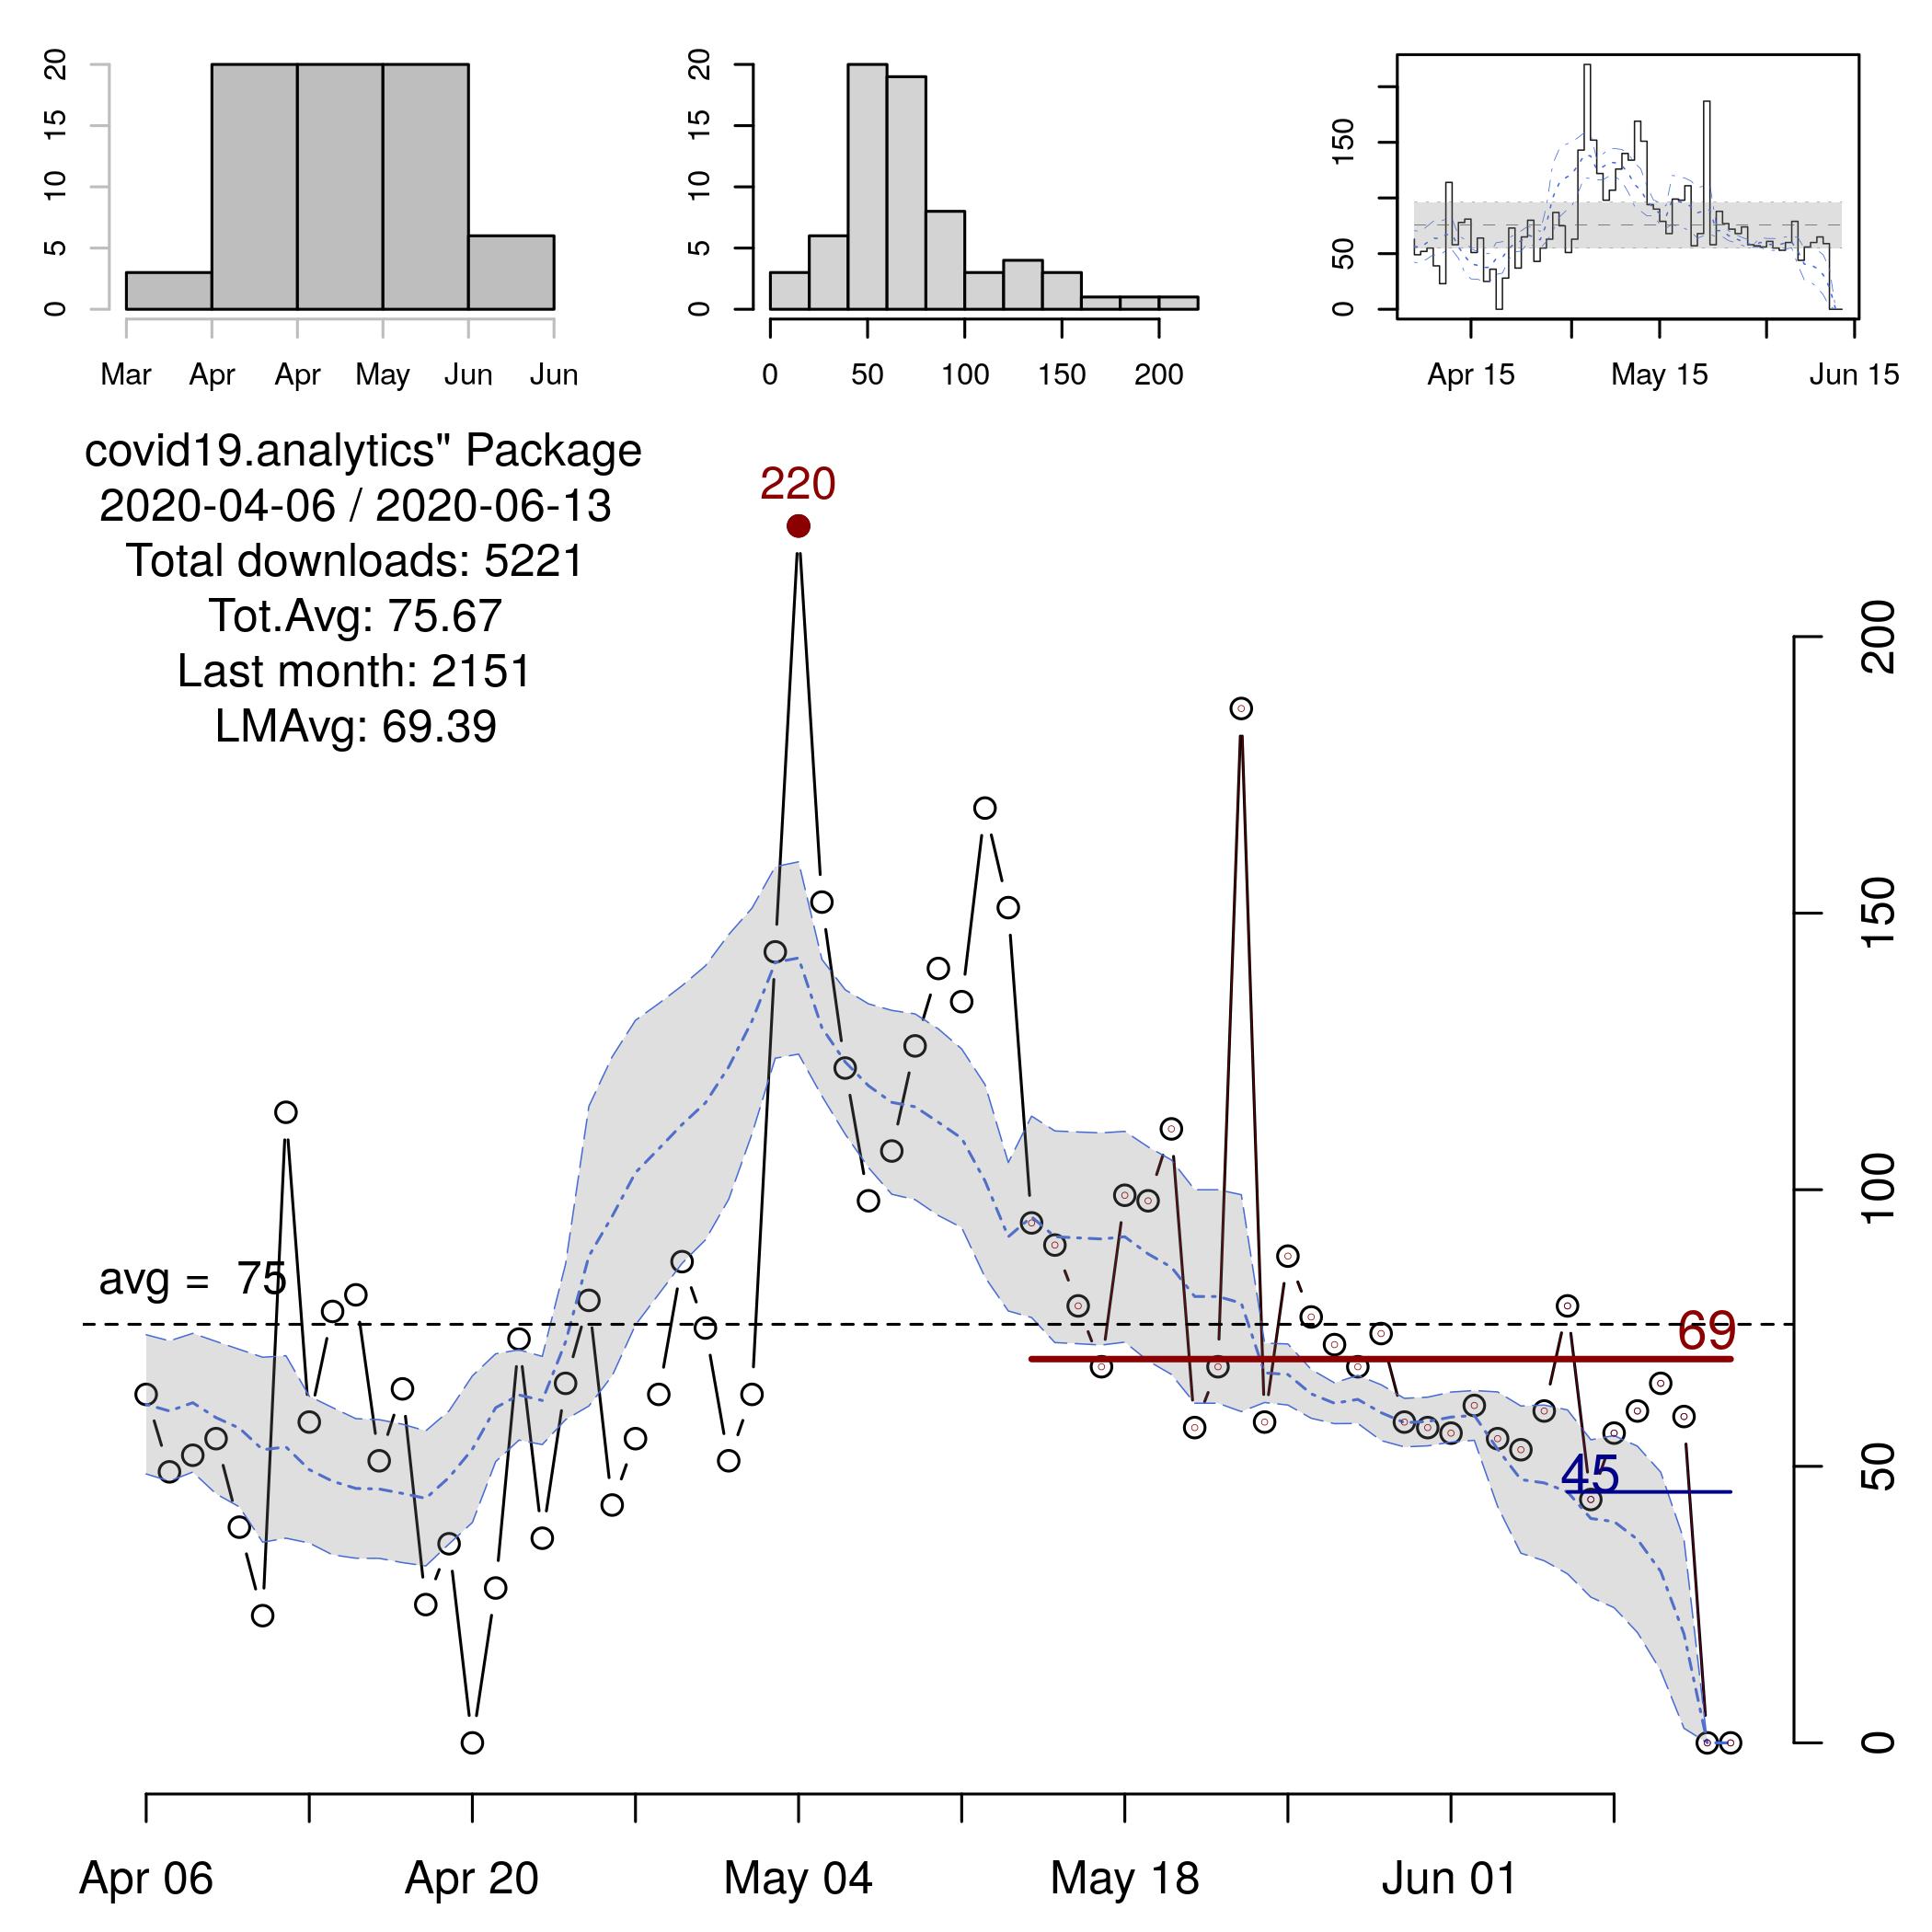 20
15
10
5
0
Mar Apr Apr May Jun Jun
20
15
10
5
0
0 50 100 150 200
150
50
0
Apr 15 May 15 Jun 15
covid19.analytics" Package
2020-04-06 / 2020-06-13
Total downloads: 5221
Tot.Avg: 75.67
Last month: 2151
LMAvg: 69.39
220
avg = 75
69
45
200
150
100
50
0
Apr 06 Apr 20 May 04 May 18 Jun 01